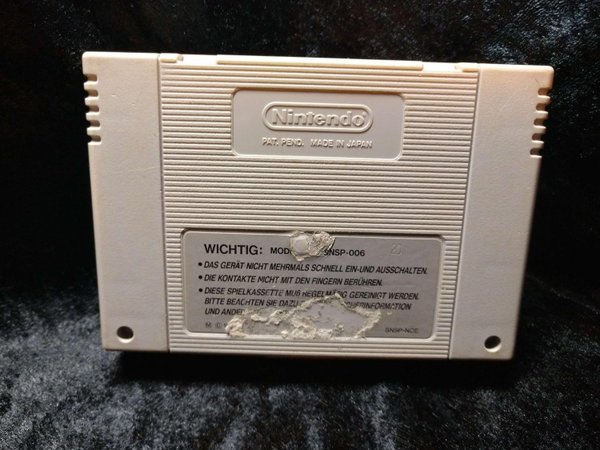 Nintendo®
PAT. PEND. MADE IN JAPAN
WICHTIG: SNSP-006
• DAS GERÄT NICHT MEHRMALS SCHNELL EIN-UND AUSSCHALTEN.
• DIE KONTAKTE NICHT MIT DEN FINGERN BERÜHREN.
• DIESE SPIELKASSETTE MUß REGELMÄßIG GEREINIGT WERDEN.
BITTE BEACHTEN SIE
UND
SNSP-NOE